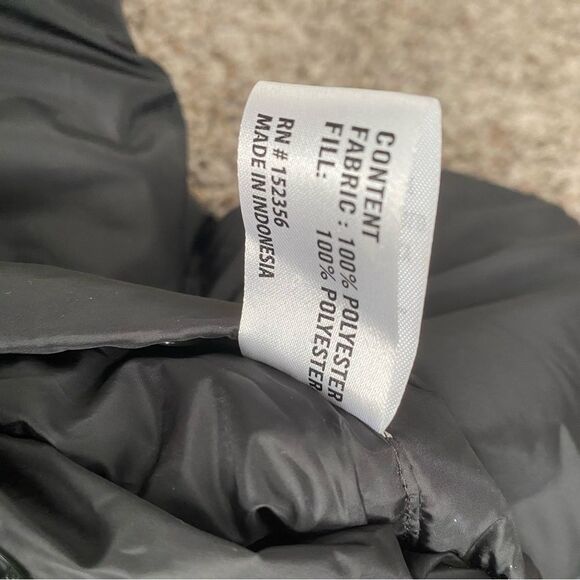 CONTENT
FABRIC : 100% POLYESTER
FILL: 100% POLYESTER
RN # 152356
MADE IN INDONESIA